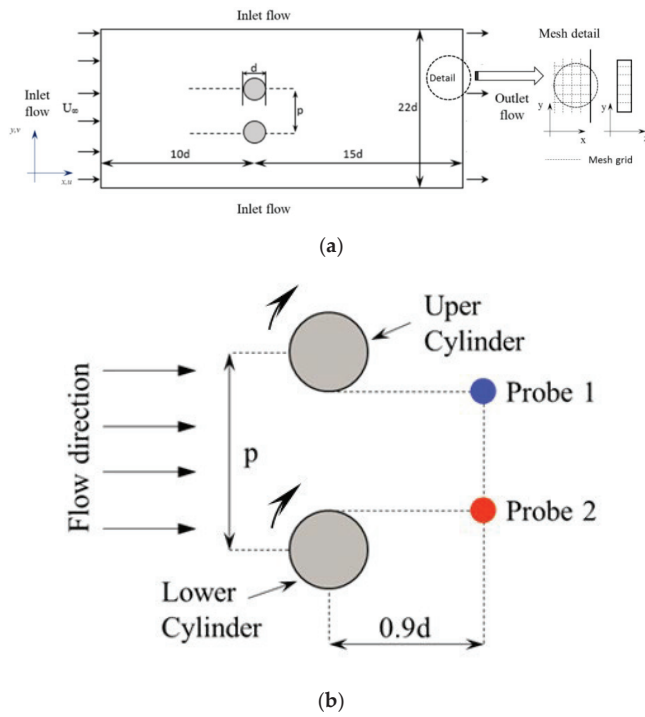 Inlet flow
Mesh detail
d
Detail
Inlet
flow
U∞
p
22d
Outlet
flow
y
y
x
z
y,v
x,u
10d
15d
Mesh grid
Inlet flow
(a)
Uper
Cylinder
Flow direction
Probe 1
p
Probe 2
Lower
Cylinder
0.9d
(b)